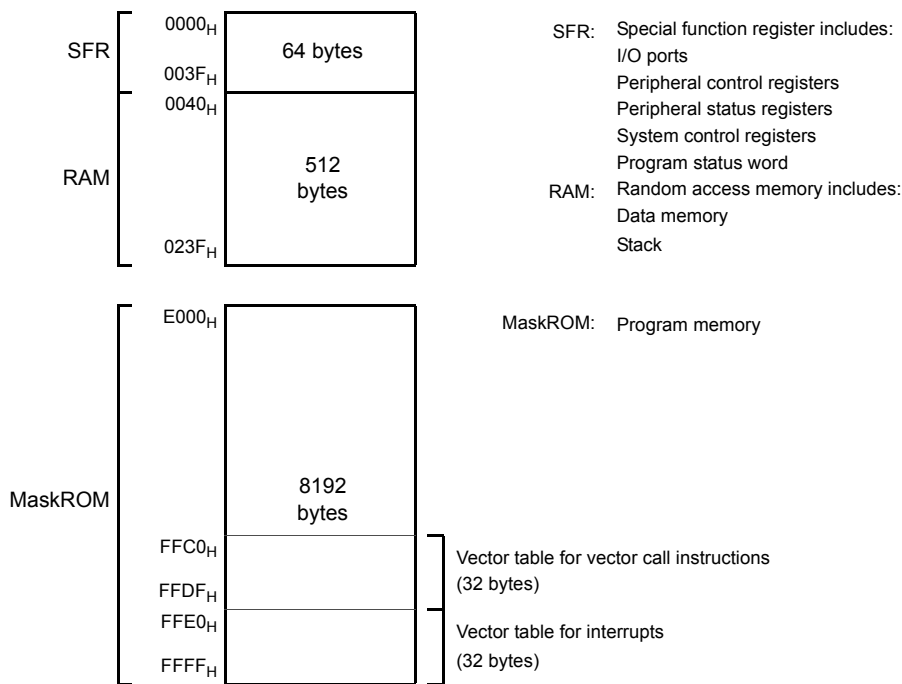 0000H
SFR
64 bytes
003FH
0040H
RAM
512
bytes
023FH
SFR: Special function register includes:
I/O ports
Peripheral control registers
Peripheral status registers
System control registers
Program status word
RAM: Random access memory includes:
Data memory
Stack
E000H
MaskROM: Program memory
MaskROM
8192
bytes
FFC0H
FFDFH
Vector table for vector call instructions
(32 bytes)
FFE0H
FFFFH
Vector table for interrupts
(32 bytes)